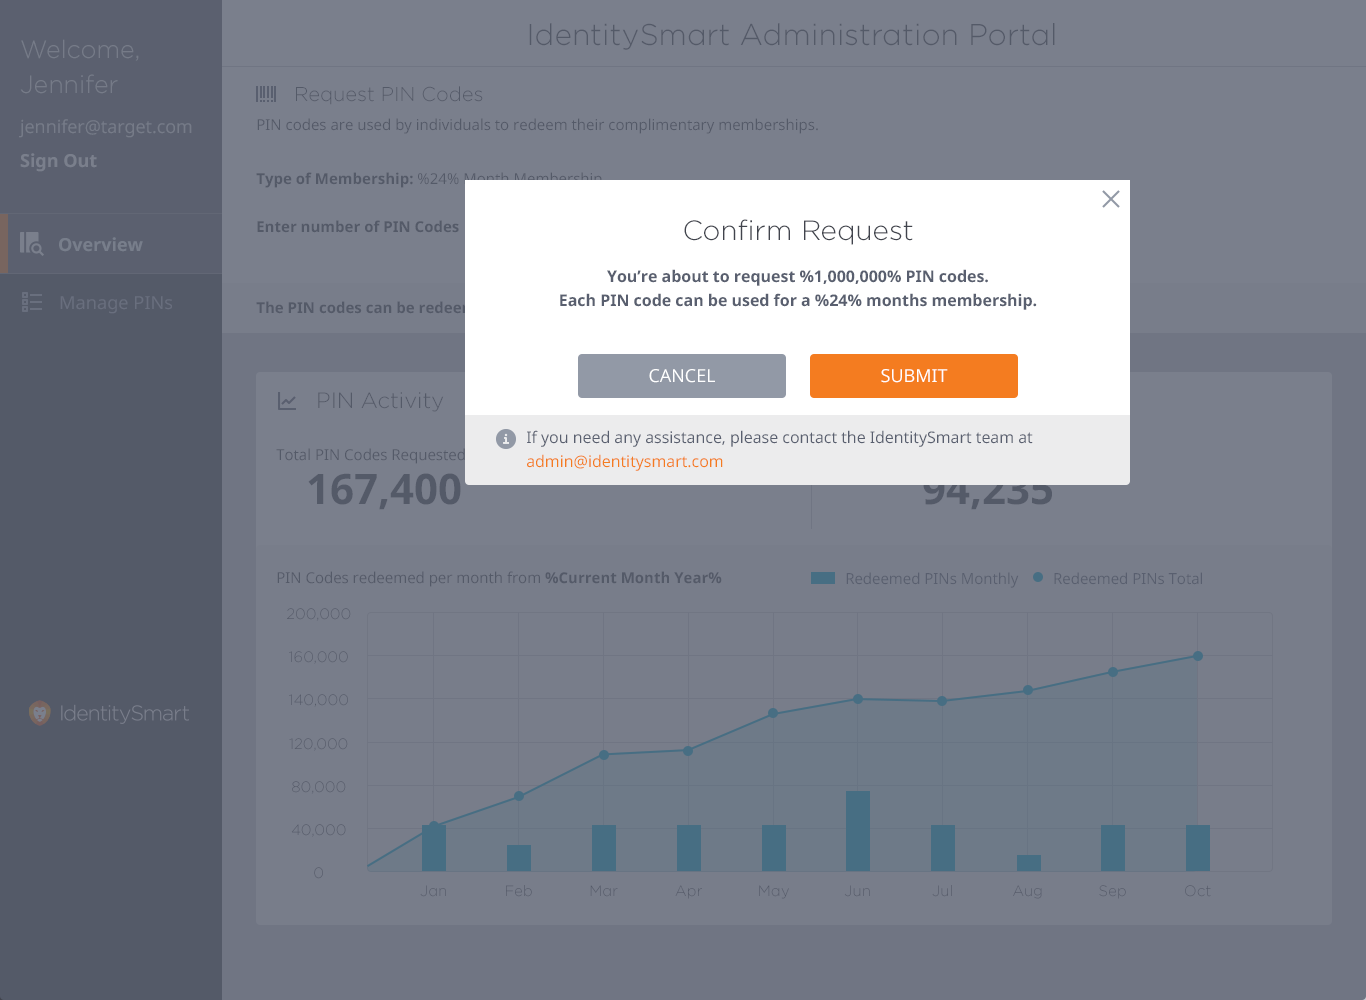 Welcome,
Jennifer
jennifer@target.com
Sign Out
Overview
Manage PINs
IdentitySmart
IdentitySmart Administration Portal
Request PIN Codes
PIN codes are used by individuals to redeem their complimentary memberships.
Type of Membership: %24% Month Membership
Enter number of PIN Codes
The PIN codes can be
Confirm Request
You're about to request %1,000,000% PIN codes.
Each PIN code can be used for a %24% months membership.
CANCEL
SUBMIT
If you need any assistance, please contact the IdentitySmart team at
admin@identitysmart.com
PIN Activity
Total PIN Codes Requested
167,400
94,235
PIN Codes redeemed per month from %Current Month Year%
Redeemed PINs Monthly
Redeemed PINs Total
200,000
160,000
140,000
120,000
80,000
40,000
0
Jan Feb Mar Apr May Jun Jul Aug Sep Oct